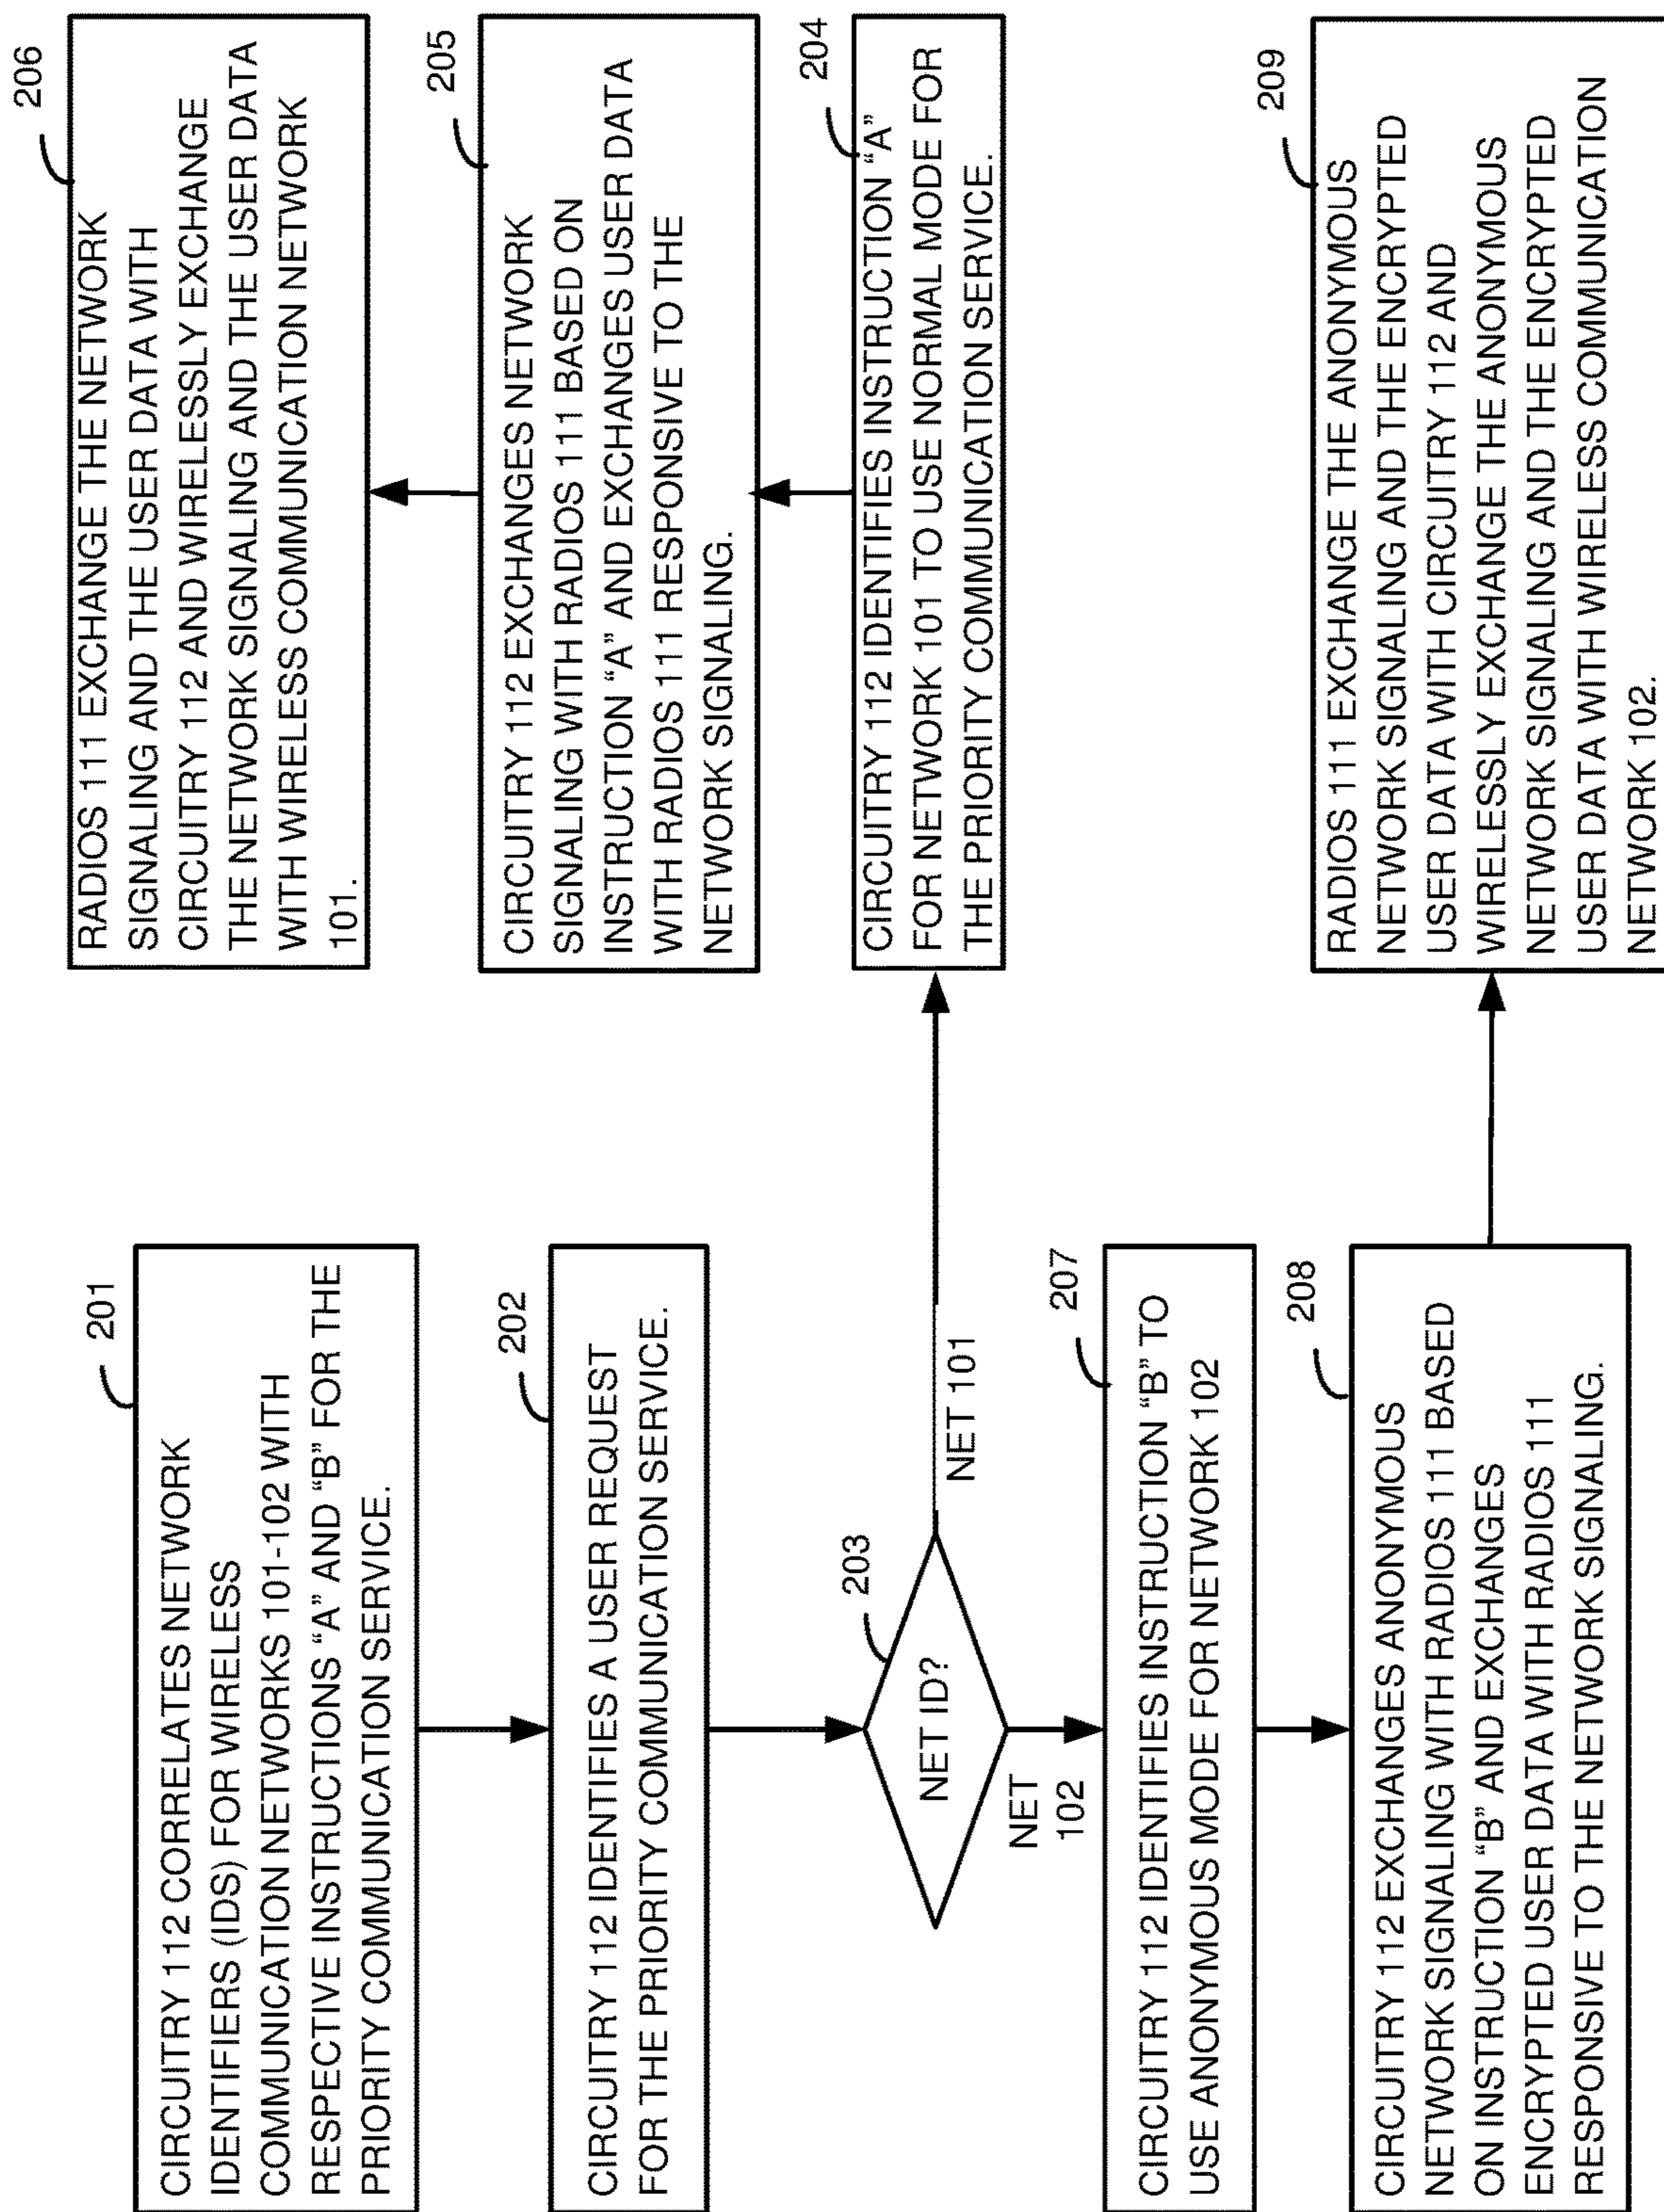 201
CIRCUITRY 112 CORRELATES NETWORK
IDENTIFIERS (IDS) FOR WIRELESS
COMMUNICATION NETWORKS 101-102 WITH
RESPECTIVE INSTRUCTIONS “A” AND “B” FOR THE
PRIORITY COMMUNICATION SERVICE.
202
CIRCUITRY 112 IDENTIFIES A USER REQUEST
FOR THE PRIORITY COMMUNICATION SERVICE.
203
NET ID?
NET 101
NET
102
204
CIRCUITRY 112 IDENTIFIES INSTRUCTION “A”
FOR NETWORK 101 TO USE NORMAL MODE FOR
THE PRIORITY COMMUNICATION SERVICE.
205
CIRCUITRY 112 EXCHANGES NETWORK
SIGNALING WITH RADIOS 111 BASED ON
INSTRUCTION “A” AND EXCHANGES USER DATA
WITH RADIOS 111 RESPONSIVE TO THE
NETWORK SIGNALING.
206
RADIOS 111 EXCHANGE THE NETWORK
SIGNALING AND THE USER DATA WITH
CIRCUITRY 112 AND WIRELESSLY EXCHANGE
THE NETWORK SIGNALING AND THE USER DATA
WITH WIRELESS COMMUNICATION NETWORK
101.
207
CIRCUITRY 112 IDENTIFIES INSTRUCTION “B” TO
USE ANONYMOUS MODE FOR NETWORK 102
208
CIRCUITRY 112 EXCHANGES ANONYMOUS
NETWORK SIGNALING WITH RADIOS 111 BASED
ON INSTRUCTION “B” AND EXCHANGES
ENCRYPTED USER DATA WITH RADIOS 111
RESPONSIVE TO THE NETWORK SIGNALING.
209
RADIOS 111 EXCHANGE THE ANONYMOUS
NETWORK SIGNALING AND THE ENCRYPTED
USER DATA WITH CIRCUITRY 112 AND
WIRELESSLY EXCHANGE THE ANONYMOUS
NETWORK SIGNALING AND THE ENCRYPTED
USER DATA WITH WIRELESS COMMUNICATION
NETWORK 102.